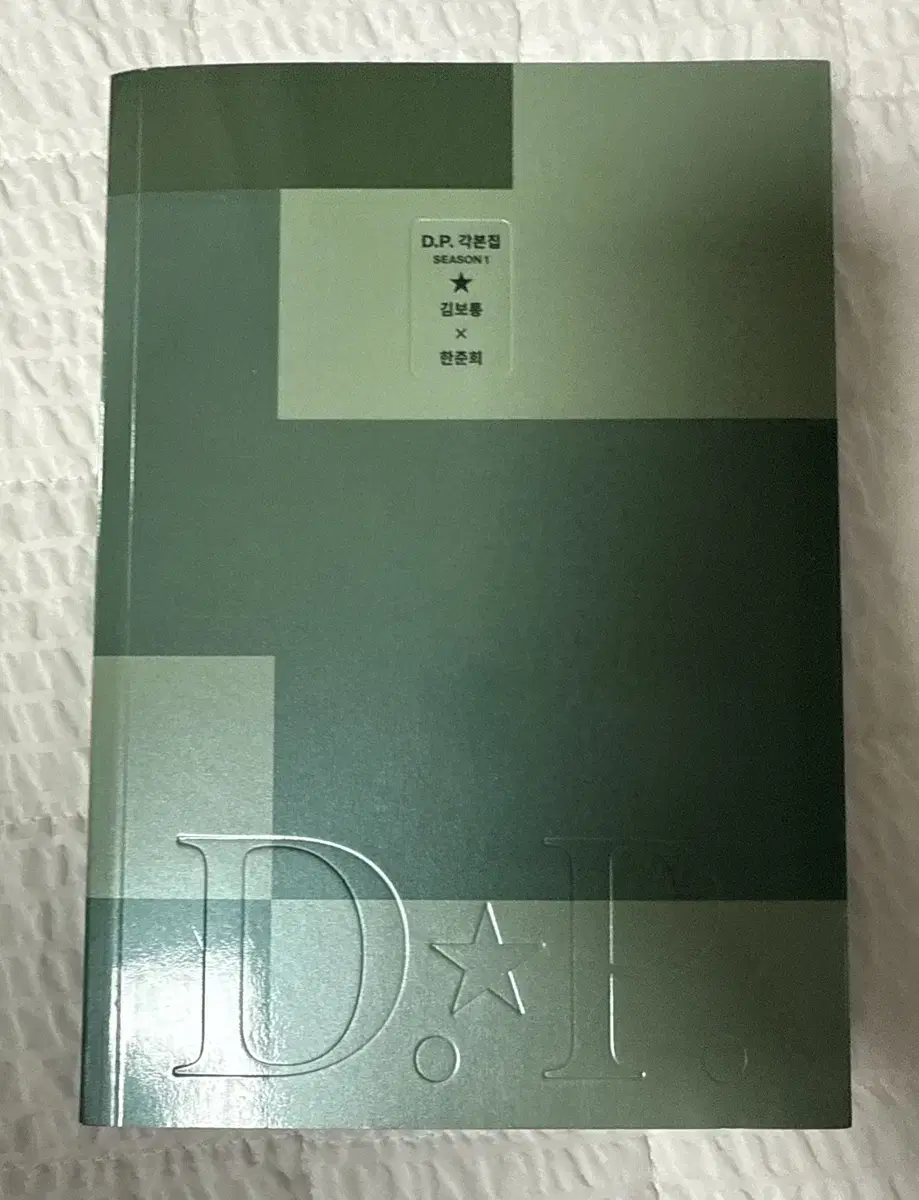 D.P. 각본집
SEASON 1
★
김보통
×
한준희
D.★P.